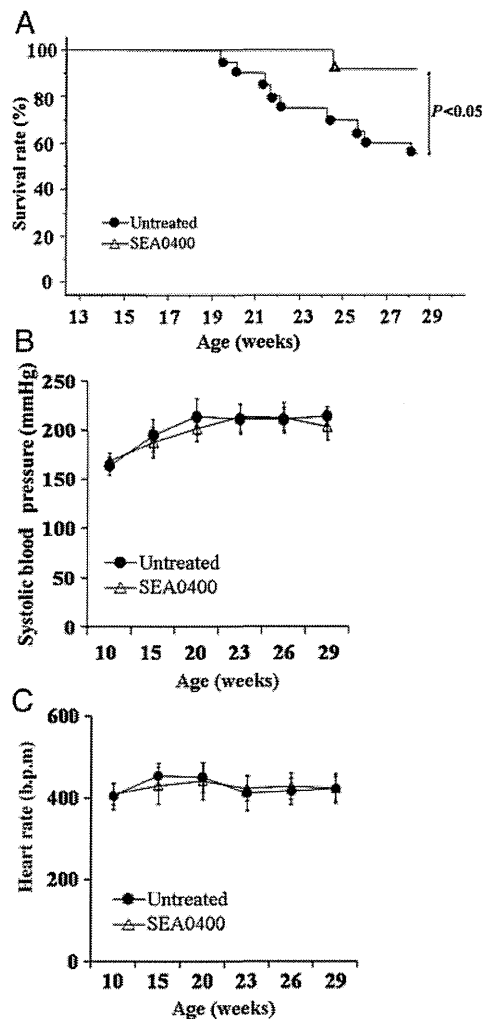 A
Survival rate (%)
100
80
60
40
20
0
P<0.05
Untreated
SEA0400
13 15 17 19 21 23 25 27 29
Age (weeks)
B
Systolic blood pressure (mmHg)
250
200
150
100
50
0
Untreated
SEA0400
10 15 20 23 26 29
Age (weeks)
C
Heart rate (b.p.m)
600
400
200
0
Untreated
SEA0400
10 15 20 23 26 29
Age (weeks)